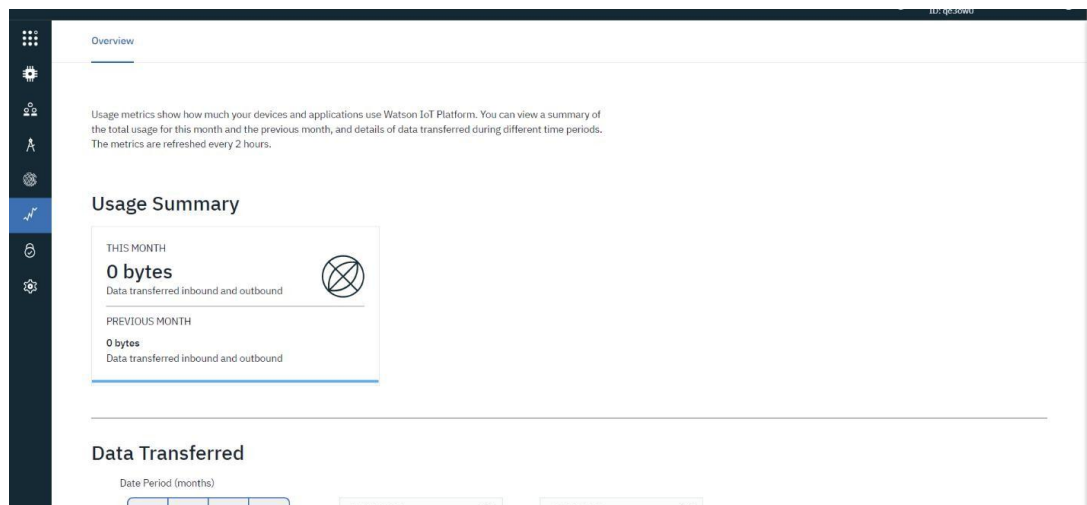 ID: qe36w0
Overview
Usage metrics show how much your devices and applications use Watson IoT Platform. You can view a summary of
the total usage for this month and the previous month, and details of data transferred during different time periods.
The metrics are refreshed every 2 hours.
Usage Summary
THIS MONTH
0 bytes
Data transferred inbound and outbound
PREVIOUS MONTH
0 bytes
Data transferred inbound and outbound
Data Transferred
Date Period (months)